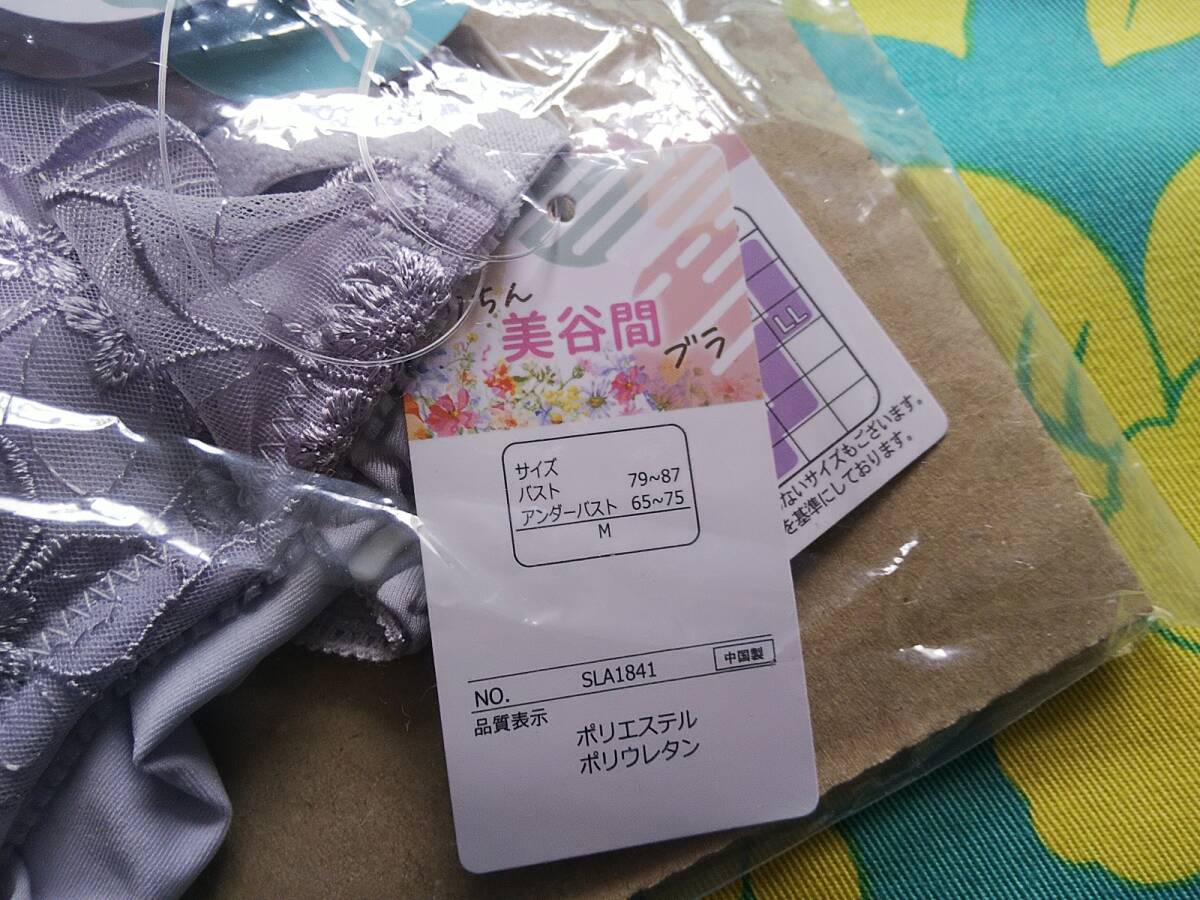 ちん
美谷間
ブラ
サイズ
バスト 79~87
アンダーバスト 65~75
M
NO. SLA1841 中国製
品質表示
ポリエステル
ポリウレタン
LL
ないサイズもございます。
を基準にしております。